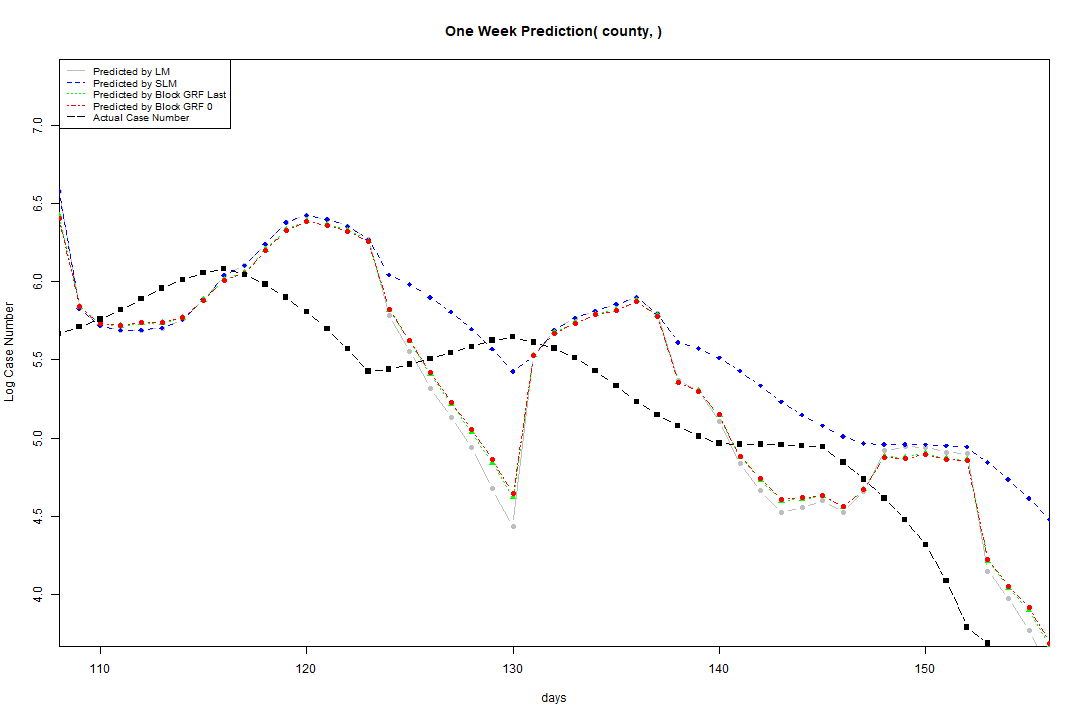 One Week Prediction( county, )
Predicted by LM
Predicted by SLM
Predicted by Block GRF Last
Predicted by Block GRF 0
Actual Case Number
Log Case Number
7.0
6.5
6.0
5.5
5.0
4.5
4.0
110 120 130 140 150
days